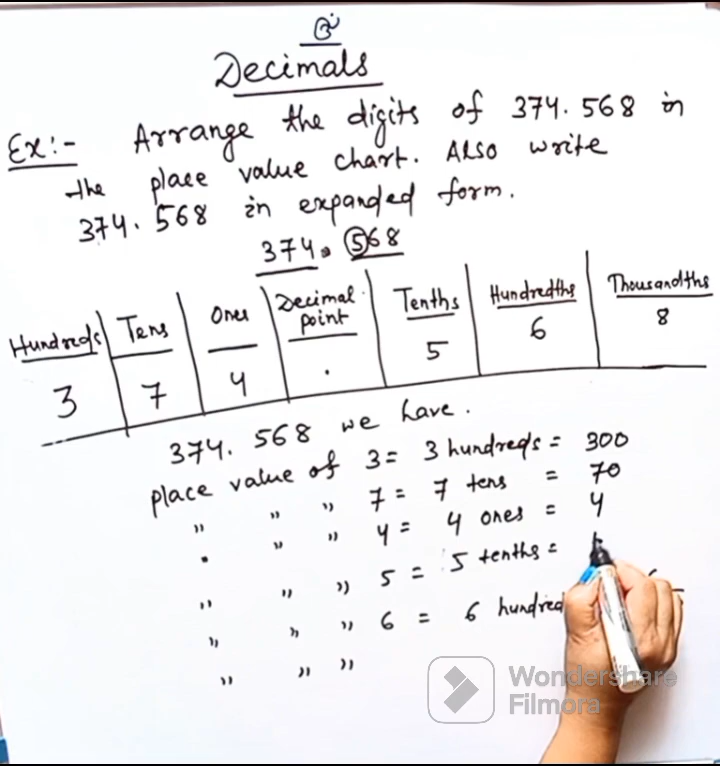 Decimals
Ex:- Arrange the digits of 374.568 in
the place value chart. Also write
374.568 in expanded form.
374.568
Hundreds Tens Ones Decimal point Tenths Hundredths Thousandths
3 7 4 . 5 6 8
374.568 we have.
place value of 3 = 3 hundreds = 300
" " " 7 = 7 tens = 70
" " " 4 = 4 ones = 4
" " " 5 = 5 tenths =
" " " 6 = 6 hundred
" " "
Wondershare
Filmora